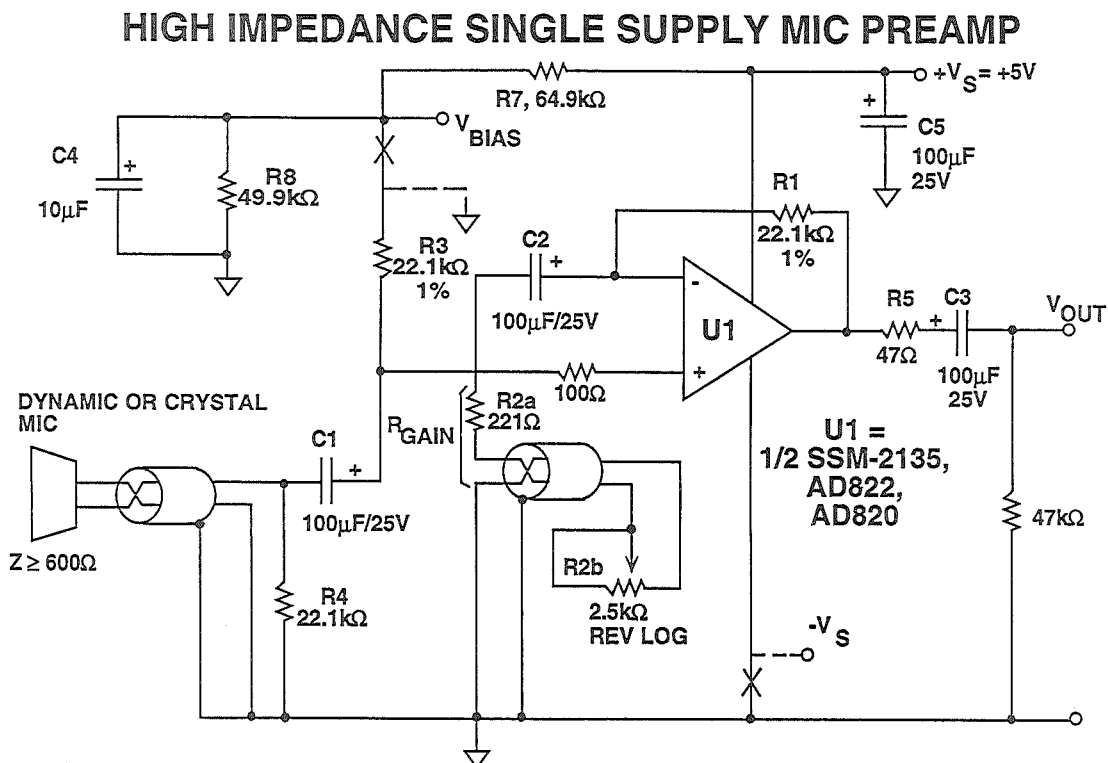 HIGH IMPEDANCE SINGLE SUPPLY MIC PREAMP
+VS = +5V
R7, 64.9kΩ
+
C5
100μF
25V
VBIAS
C4
+
10μF
R8
49.9kΩ
R3
22.1kΩ
1%
C2
+
100μF/25V
R1
22.1kΩ
1%
-
U1
+
R5
47Ω
+
C3
100μF
25V
VOUT
100Ω
DYNAMIC OR CRYSTAL
MIC
Z ≥ 600Ω
C1
+
100μF/25V
R4
22.1kΩ
RGAIN
R2a
221Ω
R2b
2.5kΩ
REV LOG
U1 =
1/2 SSM-2135,
AD822,
AD820
47kΩ
-VS